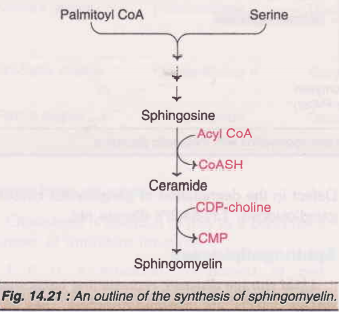 Palmitoyl CoA Serine
Sphingosine
Acyl CoA
CoASH
Ceramide
CDP-choline
CMP
Sphingomyelin
Fig. 14.21 : An outline of the synthesis of sphingomyelin.